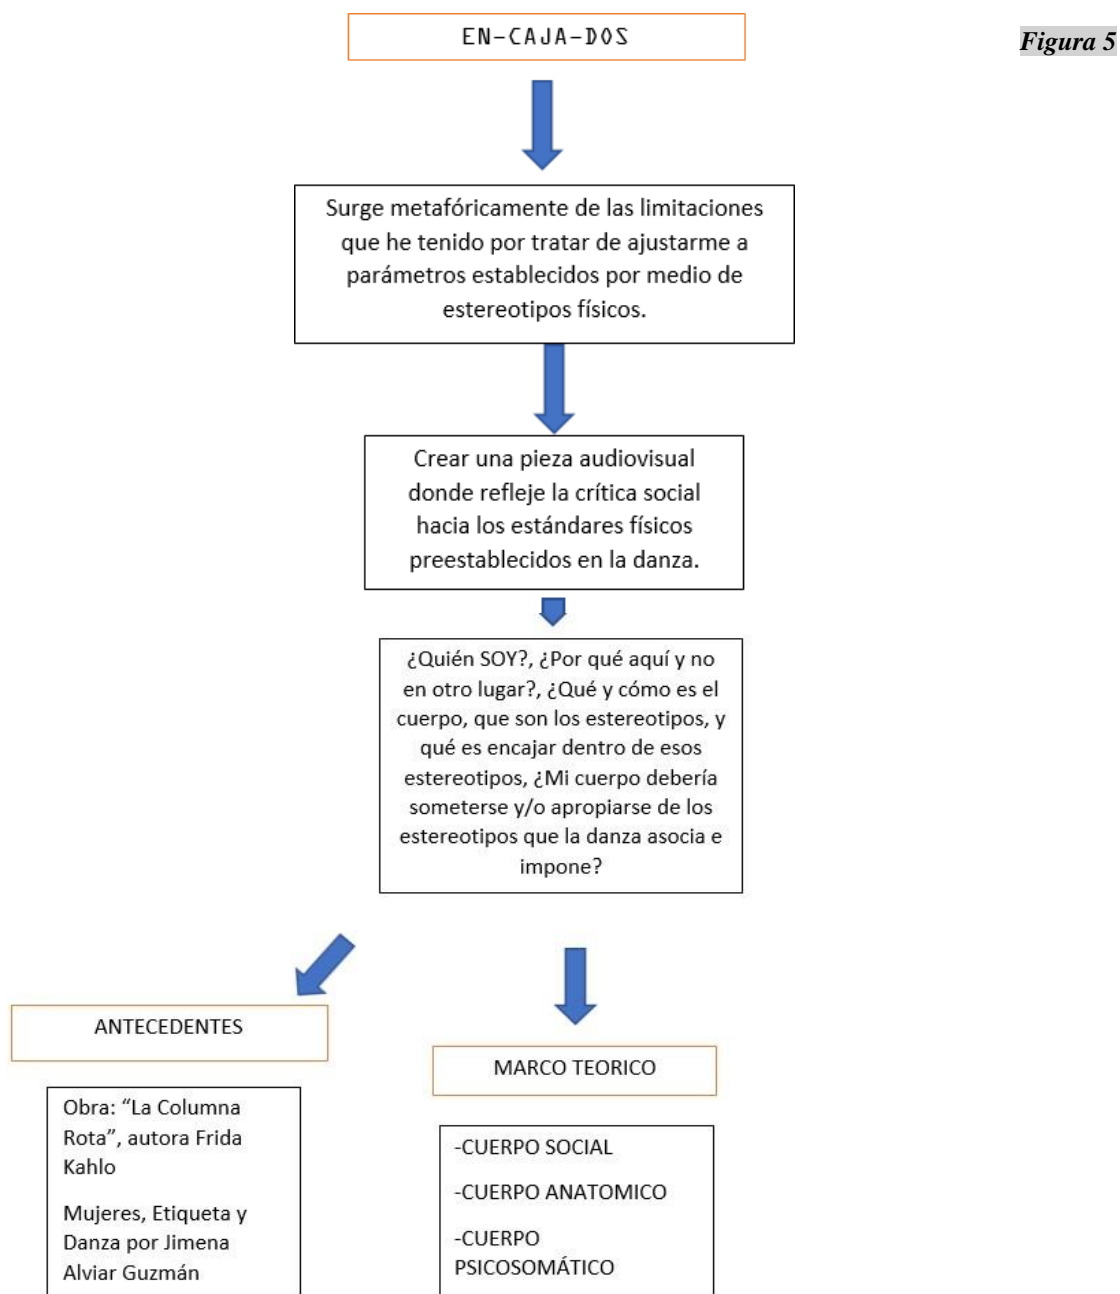 EN-CAJA-DOS
Figura 5
Surge metafóricamente de las limitaciones
que he tenido por tratar de ajustarme a
parámetros establecidos por medio de
estereotipos físicos.
Crear una pieza audiovisual
donde refleje la crítica social
hacia los estándares físicos
preestablecidos en la danza.
¿Quién SOY?, ¿Por qué aquí y no
en otro lugar?, ¿Qué y cómo es el
cuerpo, que son los estereotipos, y
qué es encajar dentro de esos
estereotipos, ¿Mi cuerpo debería
someterse y/o apropiarse de los
estereotipos que la danza asocia e
impone?
ANTECEDENTES
Obra: “La Columna
Rota”, autora Frida
Kahlo
Mujeres, Etiqueta y
Danza por Jimena
Alviar Guzmán
MARCO TEORICO
-CUERPO SOCIAL
-CUERPO ANATOMICO
-CUERPO
PSICOSOMÁTICO